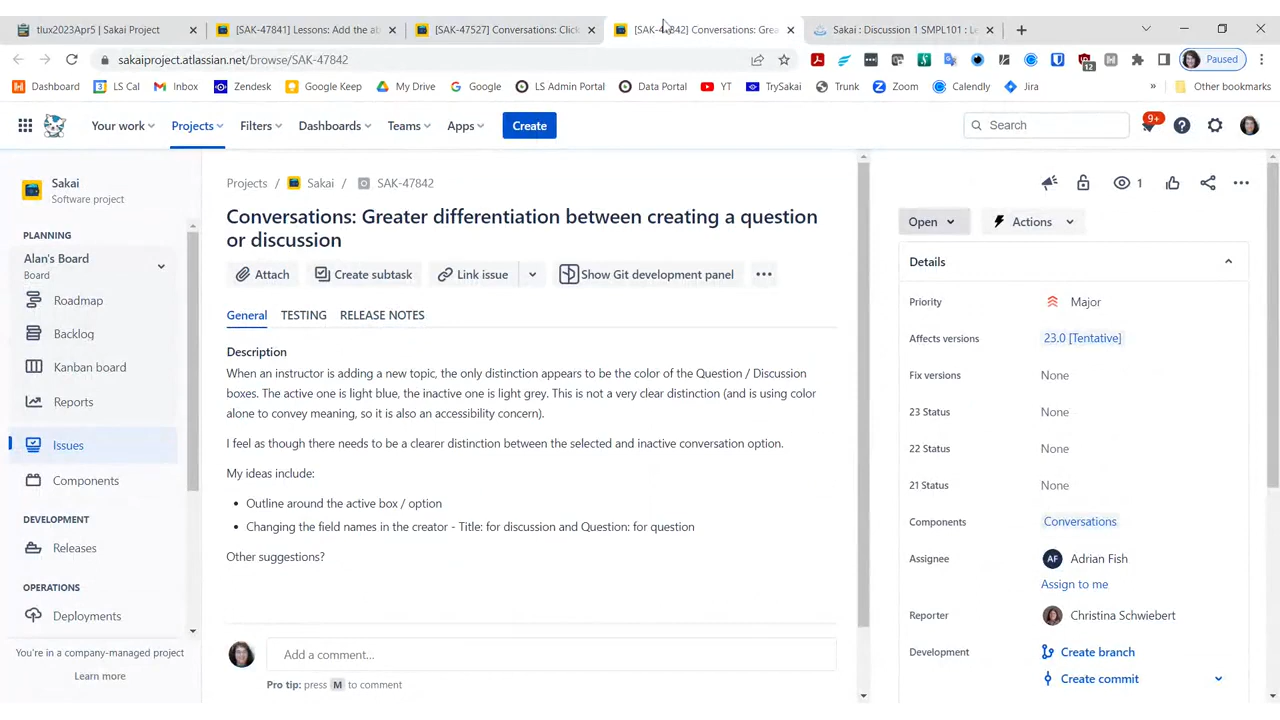 tlux2023Apr5 | Sakai Project
[SAK-47841] Lessons: Add the ab
[SAK-47527] Conversations: Click
[SAK-47842] Conversations: Grea
Sakai : Discussion 1 SMPL101 : Le
sakaiproject.atlassian.net/browse/SAK-47842
12
Paused
Dashboard
LS Cal
Inbox
Zendesk
Google Keep
My Drive
Google
LS Admin Portal
Data Portal
YT
TrySakai
Trunk
Zoom
Calendly
Jira
»
Other bookmarks
Your work
Projects
Filters
Dashboards
Teams
Apps
Create
Search
9+
Sakai
Software project
PLANNING
Alan's Board
Board
Roadmap
Backlog
Kanban board
Reports
Issues
Components
DEVELOPMENT
Releases
OPERATIONS
Deployments
You're in a company-managed project
Learn more
Projects / Sakai / SAK-47842
Conversations: Greater differentiation between creating a question
or discussion
Attach
Create subtask
Link issue
Show Git development panel
General
TESTING
RELEASE NOTES
Description
When an instructor is adding a new topic, the only distinction appears to be the color of the Question / Discussion
boxes. The active one is light blue, the inactive one is light grey. This is not a very clear distinction (and is using color
alone to convey meaning, so it is also an accessibility concern).
I feel as though there needs to be a clearer distinction between the selected and inactive conversation option.
My ideas include:
• Outline around the active box / option
• Changing the field names in the creator - Title: for discussion and Question: for question
Other suggestions?
Add a comment...
Pro tip: press M to comment
1
Open
Actions
Details
Priority
Major
Affects versions
23.0 [Tentative]
Fix versions
None
23 Status
None
22 Status
None
21 Status
None
Components
Conversations
Assignee
AF
Adrian Fish
Assign to me
Reporter
Christina Schwiebert
Development
Create branch
Create commit